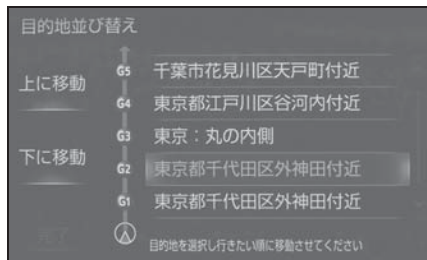 目的地並び替え
上に移動
下に移動
G5 千葉市花見川区天戸町付近
G4 東京都江戸川区谷河内付近
G3 東京：丸の内側
G2 東京都千代田区外神田付近
G1 東京都千代田区外神田付近
完了
目的地を選択し行きたい順に移動させてください